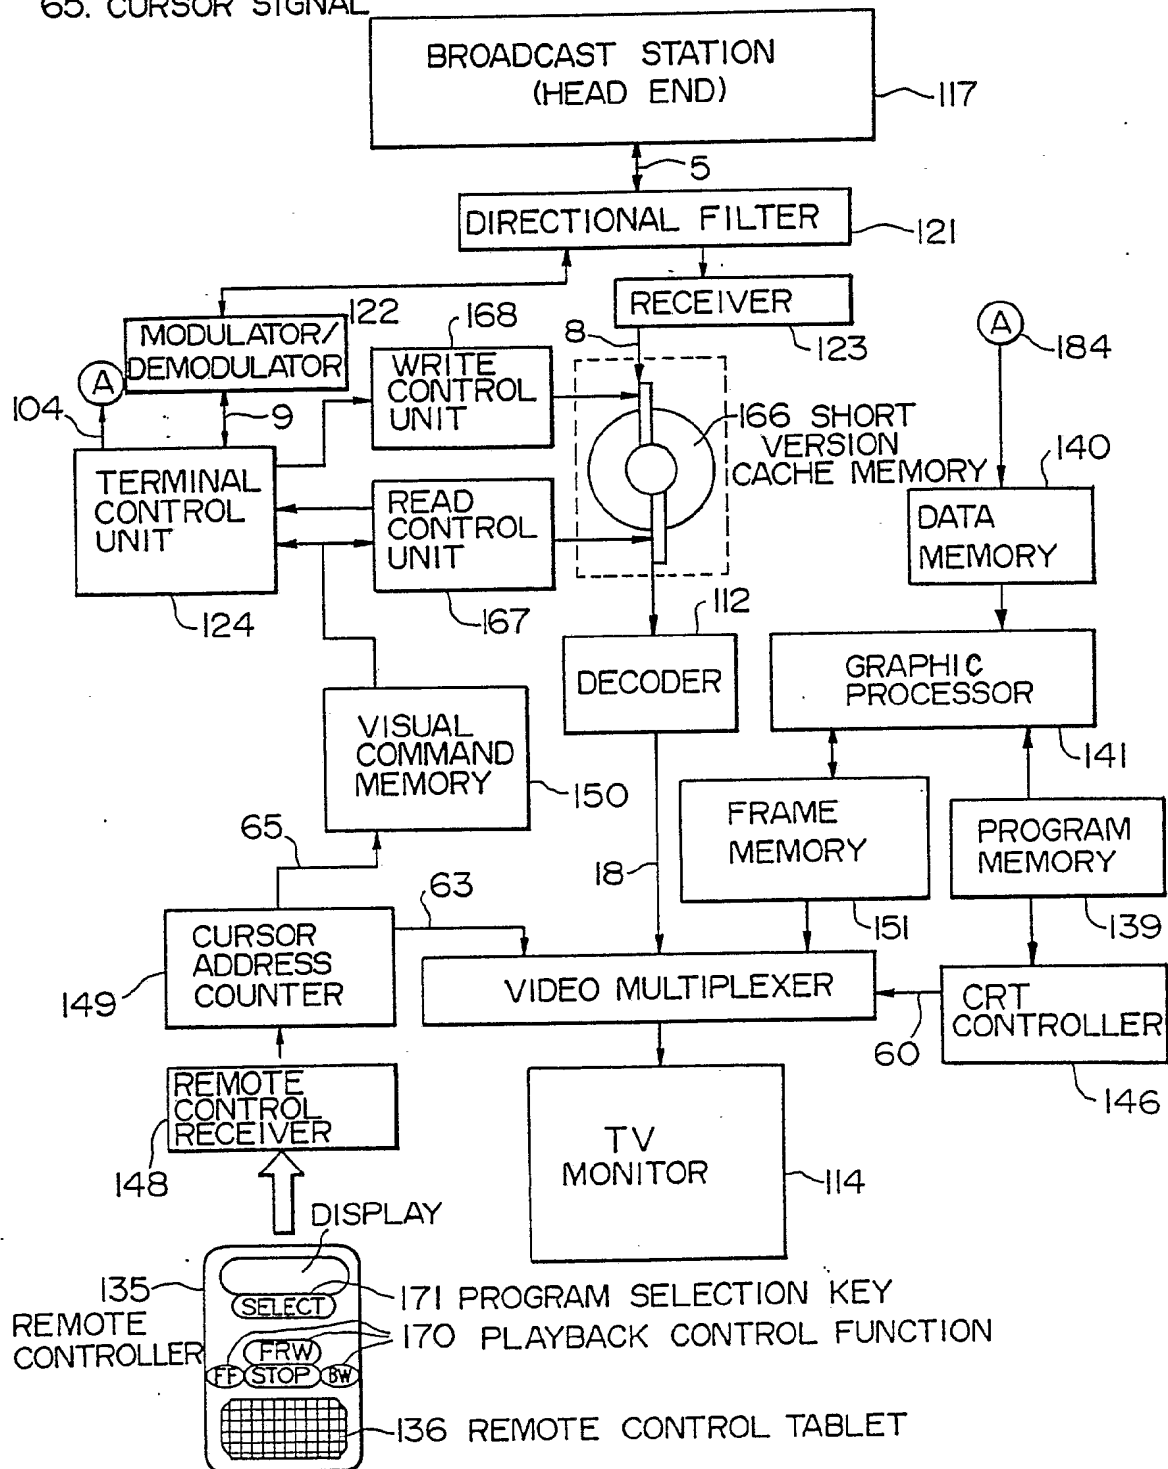 65. CURSOR SIGNAL
BROADCAST STATION
(HEAD END)
117
5
DIRECTIONAL FILTER
121
RECEIVER
123
122
MODULATOR/
DEMODULATOR
168
8
A
184
WRITE
CONTROL
UNIT
A
104
9
166 SHORT
VERSION
CACHE MEMORY
140
TERMINAL
CONTROL
UNIT
READ
CONTROL
UNIT
DATA
MEMORY
124
167
112
DECODER
GRAPHIC
PROCESSOR
141
VISUAL
COMMAND
MEMORY
150
FRAME
MEMORY
PROGRAM
MEMORY
65
18
63
151
139
CURSOR
ADDRESS
COUNTER
149
VIDEO MULTIPLEXER
60
CRT
CONTROLLER
146
REMOTE
CONTROL
RECEIVER
148
TV
MONITOR
114
DISPLAY
135
REMOTE
CONTROLLER
SELECT
171 PROGRAM SELECTION KEY
170 PLAYBACK CONTROL FUNCTION
FRW
FF
STOP
BW
136 REMOTE CONTROL TABLET